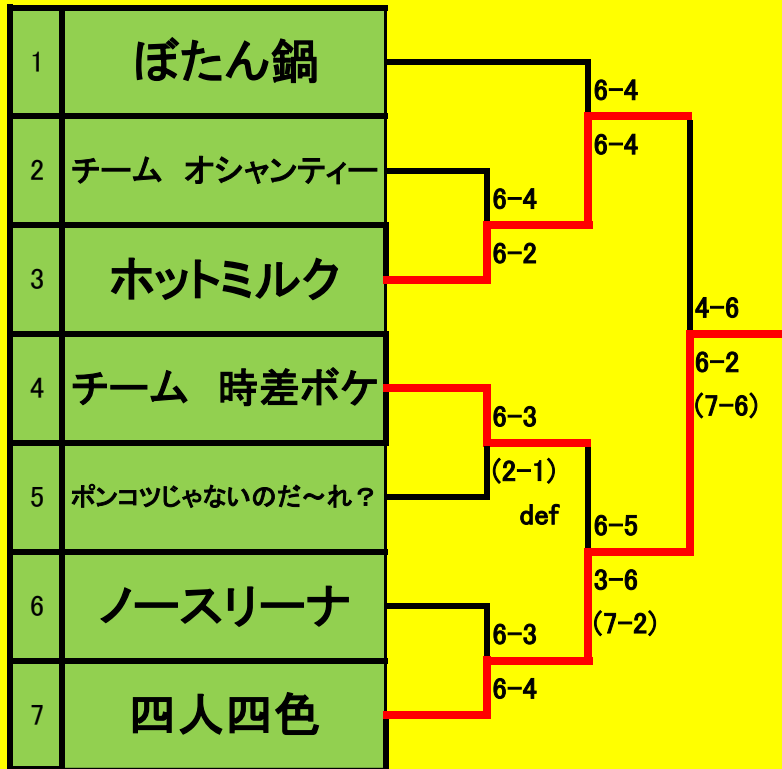 1 ぼたん鍋
6-4
2 チーム　オシャンティー
6-4
6-4
3 ホットミルク
6-2
4-6
4 チーム　時差ボケ
6-2
(7-6)
6-3
5 ポンコツじゃないのだ～れ？
(2-1)
def
6-5
6 ノースリーナ
3-6
(7-2)
6-3
7 四人四色
6-4